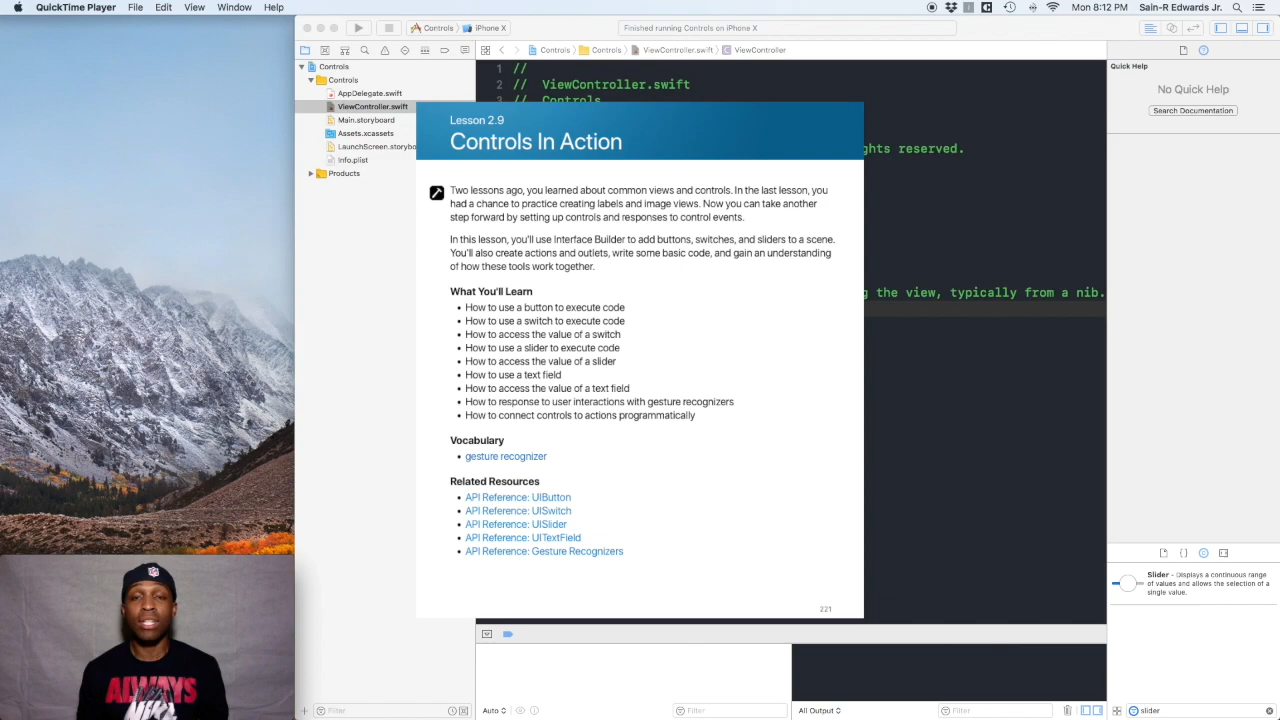 QuickTime Player File Edit View Window Help
Mon 8:12 PM Sain-R Edwards Jr.
Controls iPhone X
Finished running Controls on iPhone X
Controls Controls ViewController.swift ViewController
Controls
Controls
AppDelegate.swift
ViewController.swift
Main.storyboard
Assets.xcassets
LaunchScreen.storybo
Info.plist
Products
1 //
2 // ViewController.swift
3 // Controls
ghts reserved.
g the view, typically from a nib.
Lesson 2.9
Controls In Action
Two lessons ago, you learned about common views and controls. In the last lesson, you
had a chance to practice creating labels and image views. Now you can take another
step forward by setting up controls and responses to control events.
In this lesson, you'll use Interface Builder to add buttons, switches, and sliders to a scene.
You'll also create actions and outlets, write some basic code, and gain an understanding
of how these tools work together.
What You'll Learn
• How to use a button to execute code
• How to use a switch to execute code
• How to access the value of a switch
• How to use a slider to execute code
• How to access the value of a slider
• How to use a text field
• How to access the value of a text field
• How to response to user interactions with gesture recognizers
• How to connect controls to actions programmatically
Vocabulary
• gesture recognizer
Related Resources
• API Reference: UIButton
• API Reference: UISwitch
• API Reference: UISlider
• API Reference: UITextField
• API Reference: Gesture Recognizers
221
Quick Help
No Quick Help
Search Documentation
Slider - Displays a continuous range
of values and allows the selection of a
single value.
ALWAYS
Filter
Auto
Filter
All Output
Filter
slider